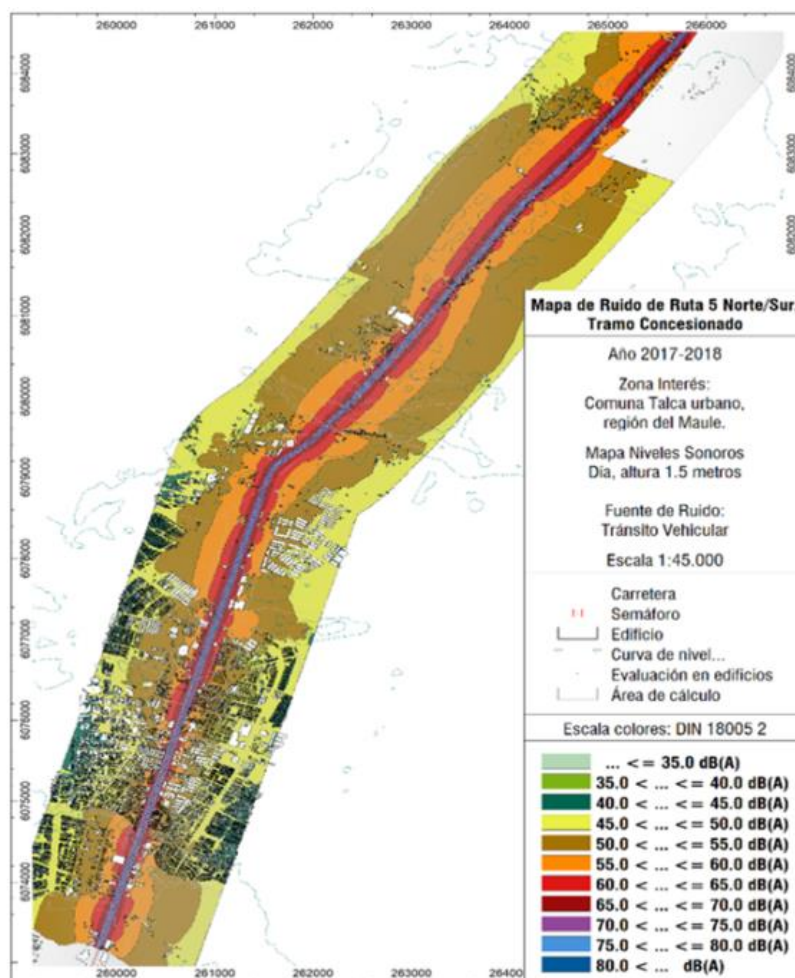 260000 261000 262000 263000 264000 265000 266000
6084000 6084000
6083000 6083000
6082000 6082000
6081000
6080000
6079000
6078000
6077000
6076000
6075000
6074000
Mapa de Ruido de Ruta 5 Norte/Sur
Tramo Concesionado
Año 2017-2018
Zona Interés:
Comuna Talca urbano,
región del Maule.
Mapa Niveles Sonoros
Día, altura 1.5 metros
Fuente de Ruido:
Tránsito Vehicular
Escala 1:45.000
Carretera
Semáforo
Edificio
Curva de nivel...
Evaluación en edificios
Área de cálculo
Escala colores: DIN 18005 2
... <= 35.0 dB(A)
35.0 < ... <= 40.0 dB(A)
40.0 < ... <= 45.0 dB(A)
45.0 < ... <= 50.0 dB(A)
50.0 < ... <= 55.0 dB(A)
55.0 < ... <= 60.0 dB(A)
60.0 < ... <= 65.0 dB(A)
65.0 < ... <= 70.0 dB(A)
70.0 < ... <= 75.0 dB(A)
75.0 < ... <= 80.0 dB(A)
80.0 < ... dB(A)
260000 261000 262000 263000 264000